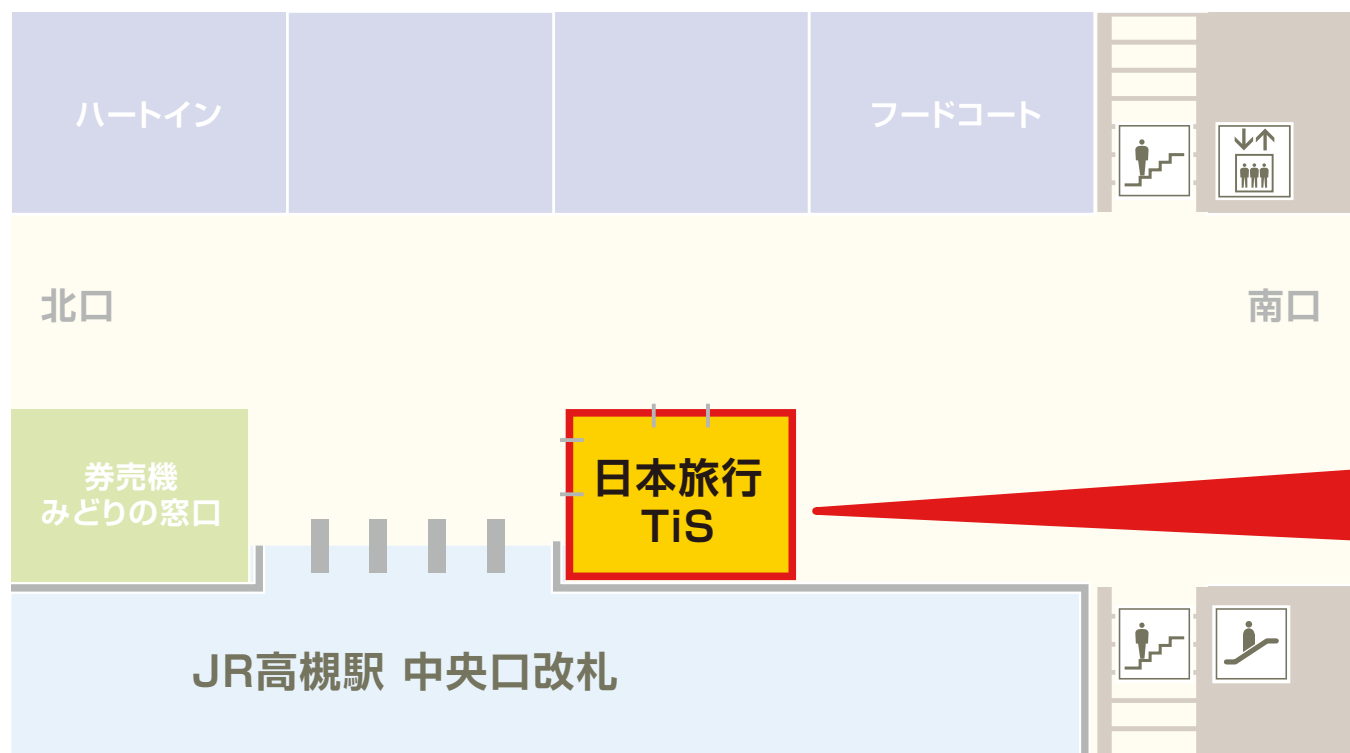 ハートイン
フードコート
北口
南口
券売機
みどりの窓口
日本旅行
TiS
JR高槻駅 中央口改札